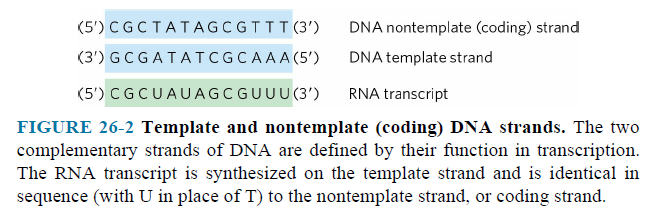 (5′) CGCTATAGCGTTT (3′) DNA nontemplate (coding) strand
(3′) GCGATATCGCAAA (5′) DNA template strand
(5′) CGCUAUAGCGUUU (3′) RNA transcript
FIGURE 26-2 Template and nontemplate (coding) DNA strands. The two
complementary strands of DNA are defined by their function in transcription.
The RNA transcript is synthesized on the template strand and is identical in
sequence (with U in place of T) to the nontemplate strand, or coding strand.